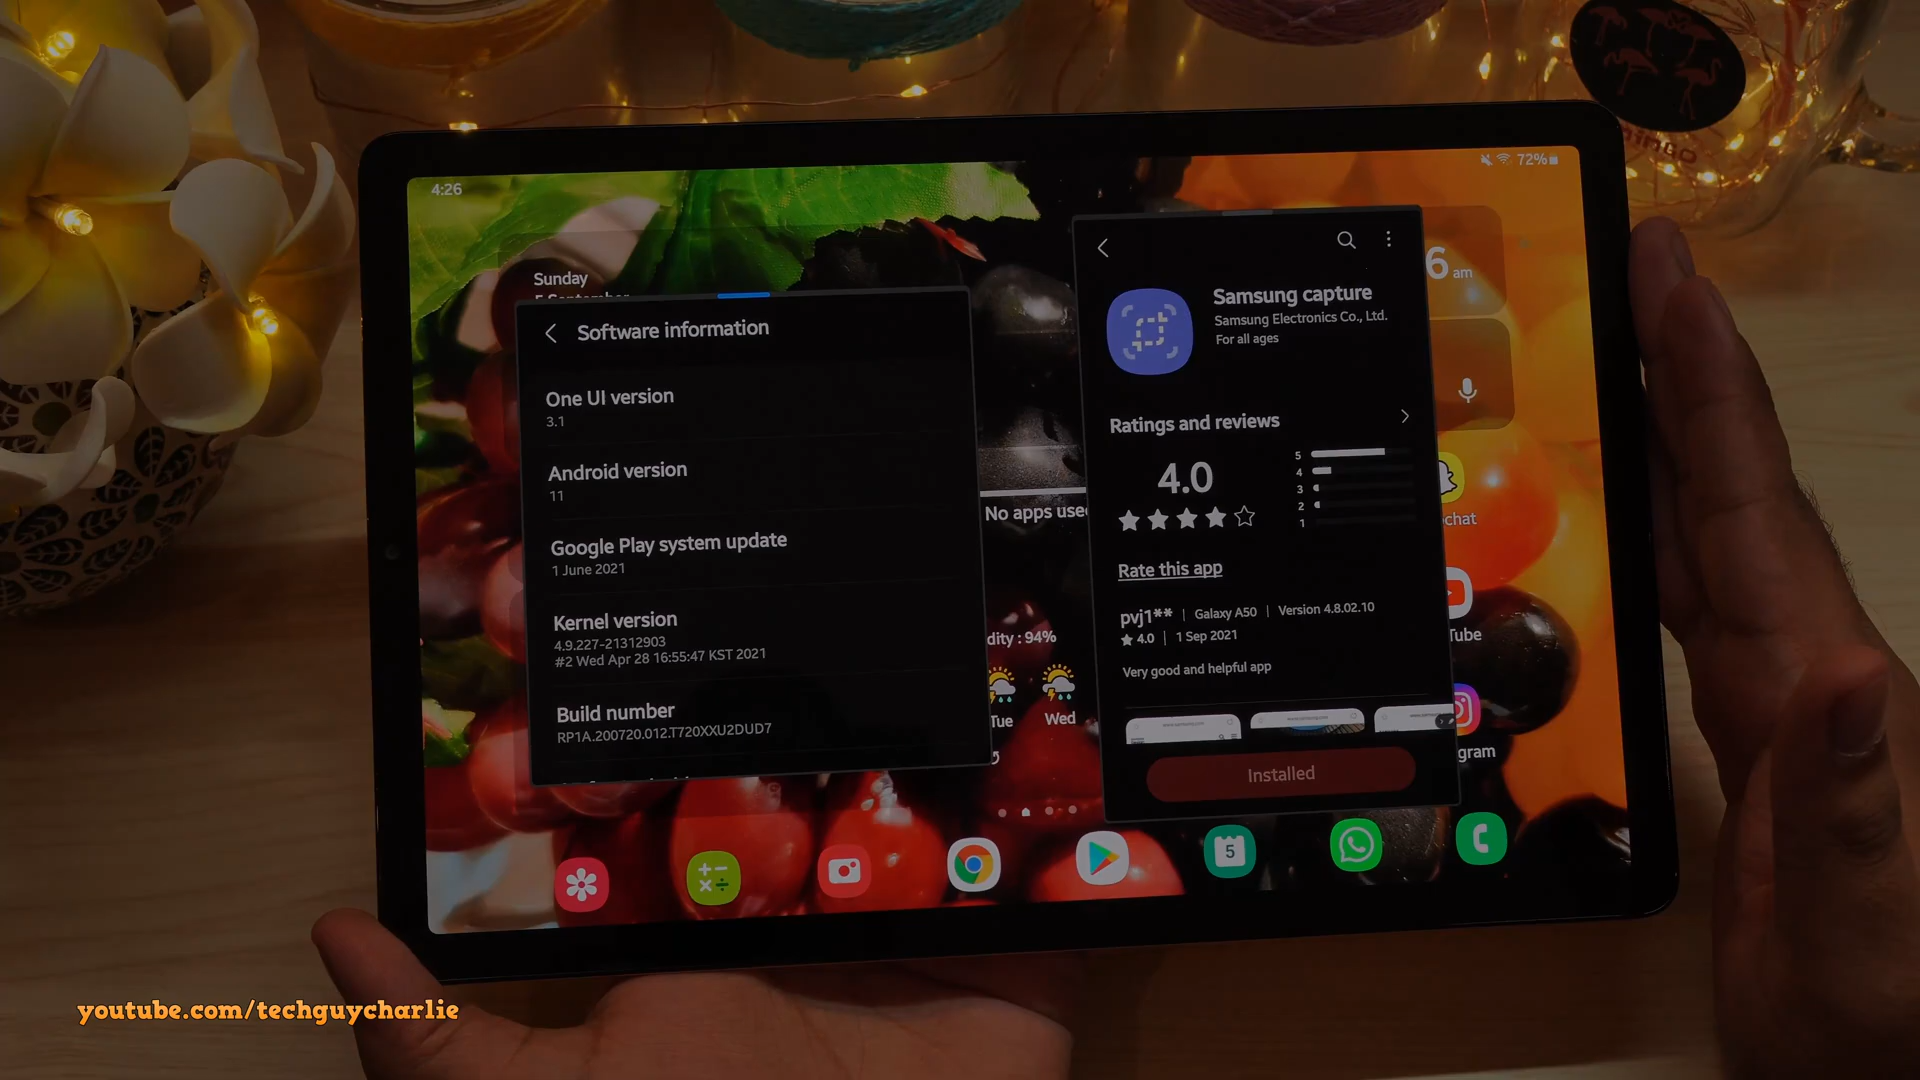 4:26
72%
Sunday
Software information
One UI version
3.1
Android version
11
Google Play system update
1 June 2021
Kernel version
4.9.227-21312903
#2 Wed Apr 28 16:55:47 KST 2021
Build number
RP1A.200720.012.T720XXU2DUD7
No apps use
dity : 94%
Tue
Wed
Samsung capture
Samsung Electronics Co., Ltd.
For all ages
Ratings and reviews
4.0
5
4
3
2
1
Rate this app
pvj1** | Galaxy A50 | Version 4.8.02.10
4.0 | 1 Sep 2021
Very good and helpful app
Installed
6 am
chat
Tube
gram
5
youtube.com/techguycharlie